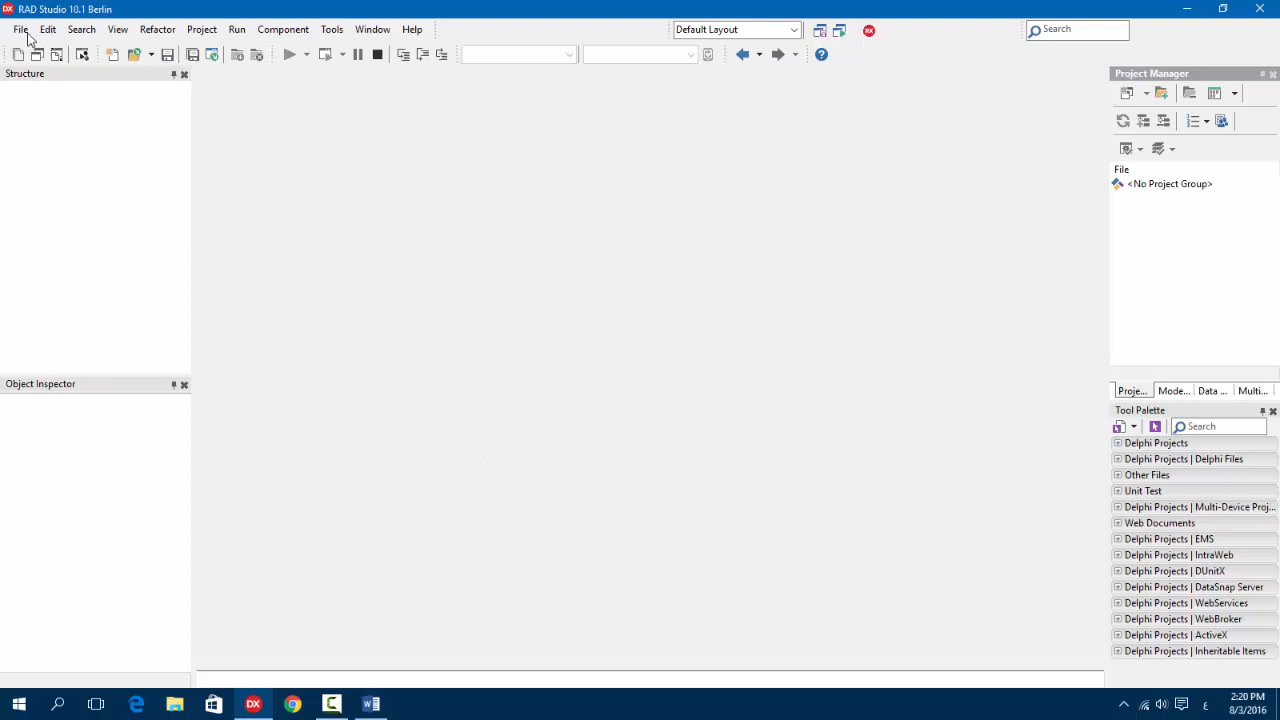 RAD Studio 10.1 Berlin
File Edit Search View Refactor Project Run Component Tools Window Help
Default Layout
Search
Structure
Object Inspector
Project Manager
File
<No Project Group>
Proje... Mode... Data ... Multi...
Tool Palette
Search
Delphi Projects
Delphi Projects | Delphi Files
Other Files
Unit Test
Delphi Projects | Multi-Device Proj...
Web Documents
Delphi Projects | EMS
Delphi Projects | IntraWeb
Delphi Projects | DUnitX
Delphi Projects | DataSnap Server
Delphi Projects | WebServices
Delphi Projects | WebBroker
Delphi Projects | ActiveX
Delphi Projects | Inheritable Items
DX
ع
2:20 PM
8/3/2016